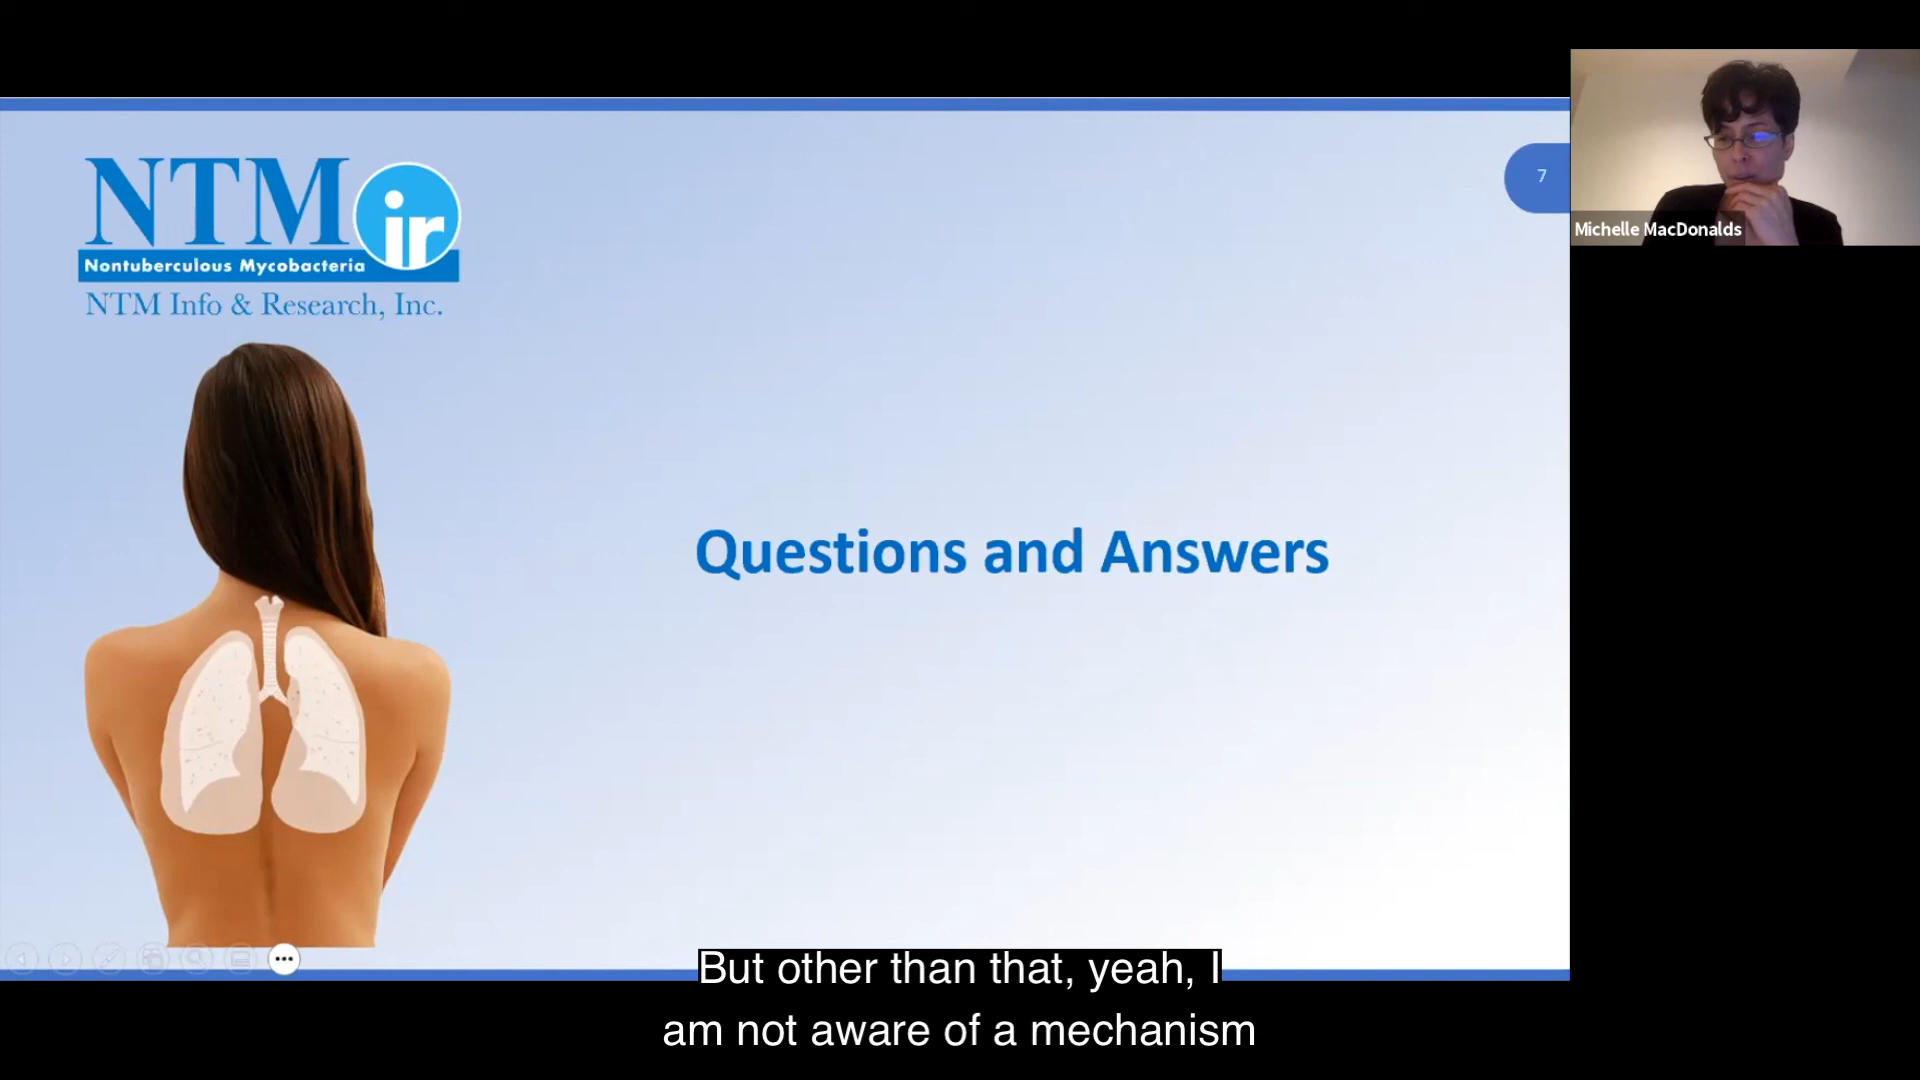 NTM
ir
Nontuberculous Mycobacteria
NTM Info & Research, Inc.
7
Michelle MacDonalds
Questions and Answers
But other than that, yeah, I
am not aware of a mechanism